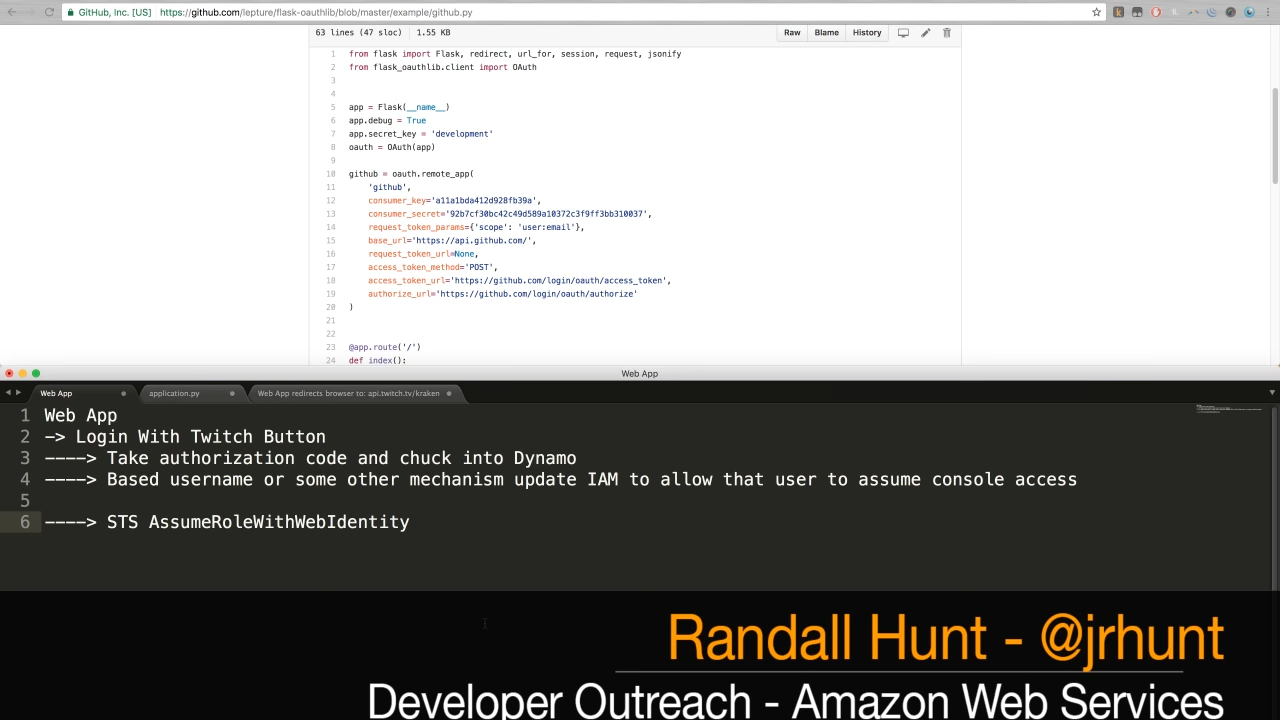 GitHub, Inc. [US]
https://github.com/lepture/flask-oauthlib/blob/master/example/github.py
63 lines (47 sloc) 1.55 KB
Raw Blame History
1 from flask import Flask, redirect, url_for, session, request, jsonify
2 from flask_oauthlib.client import OAuth
3
4
5 app = Flask(__name__)
6 app.debug = True
7 app.secret_key = 'development'
8 oauth = OAuth(app)
9
10 github = oauth.remote_app(
11 'github',
12 consumer_key='a11a1bda412d928fb39a',
13 consumer_secret='92b7cf30bc42c49d589a10372c3f9ff3bb310037',
14 request_token_params={'scope': 'user:email'},
15 base_url='https://api.github.com/',
16 request_token_url=None,
17 access_token_method='POST',
18 access_token_url='https://github.com/login/oauth/access_token',
19 authorize_url='https://github.com/login/oauth/authorize'
20 )
21
22
23 @app.route('/')
24 def index():
Web App
Web App application.py Web App redirects browser to: api.twitch.tv/kraken
1 Web App
2 —> Login With Twitch Button
3 ————> Take authorization code and chuck into Dynamo
4 ————> Based username or some other mechanism update IAM to allow that user to assume console access
5
6 ————> STS AssumeRoleWithWebIdentity
Randall Hunt - @jrhunt
Developer Outreach - Amazon Web Services